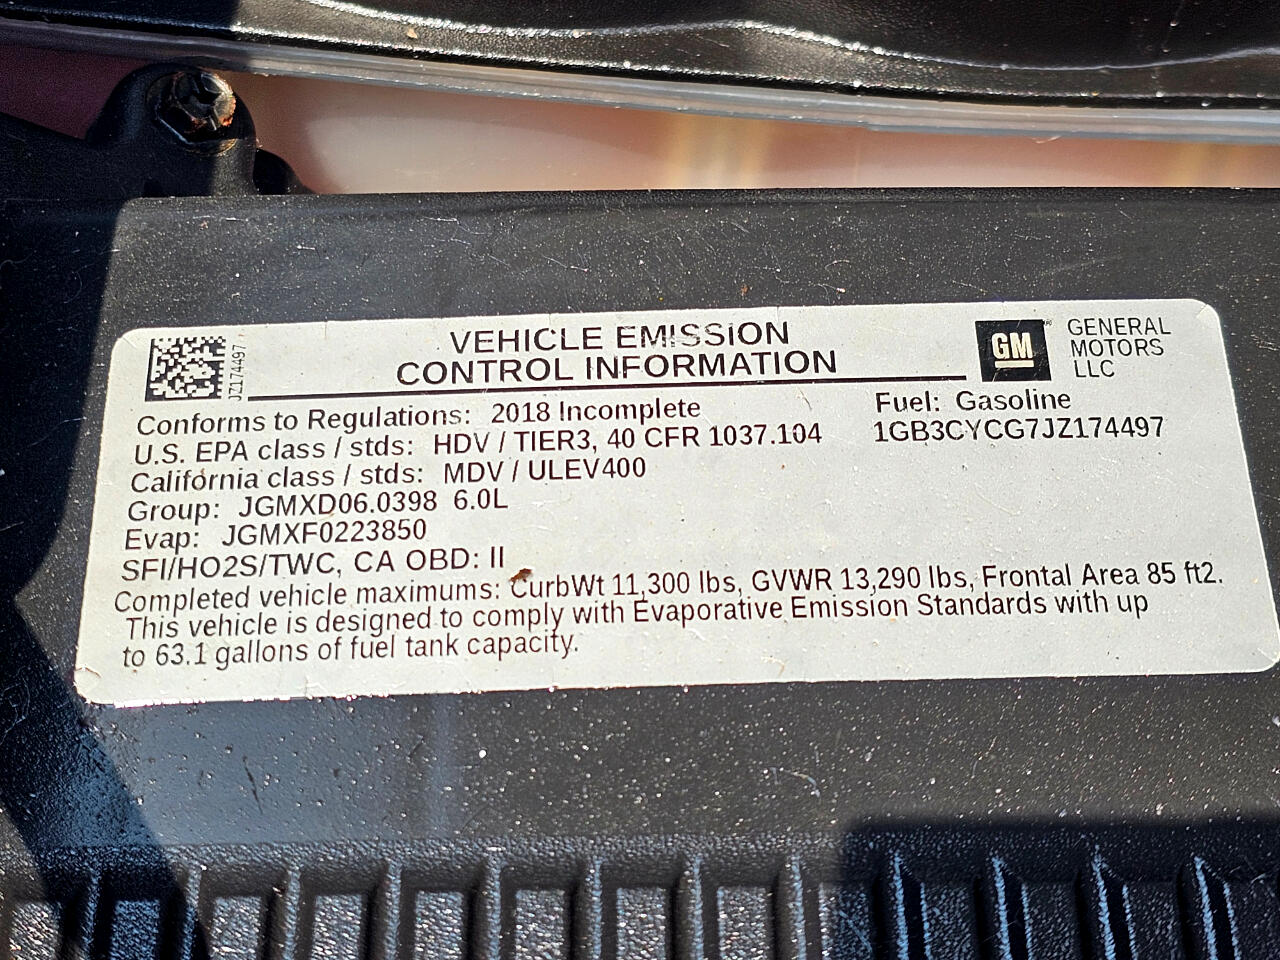 JZ174497
VEHICLE EMISSION
CONTROL INFORMATION
GM
GENERAL
MOTORS
LLC
Conforms to Regulations: 2018 Incomplete
Fuel: Gasoline
U.S. EPA class / stds: HDV / TIER3, 40 CFR 1037.104
1GB3CYCG7JZ174497
California class / stds: MDV / ULEV400
Group: JGMXD06.0398 6.0L
Evap: JGMXF0223850
SFI/HO2S/TWC, CA OBD: II
Completed vehicle maximums: CurbWt 11,300 lbs, GVWR 13,290 lbs, Frontal Area 85 ft2.
This vehicle is designed to comply with Evaporative Emission Standards with up
to 63.1 gallons of fuel tank capacity.